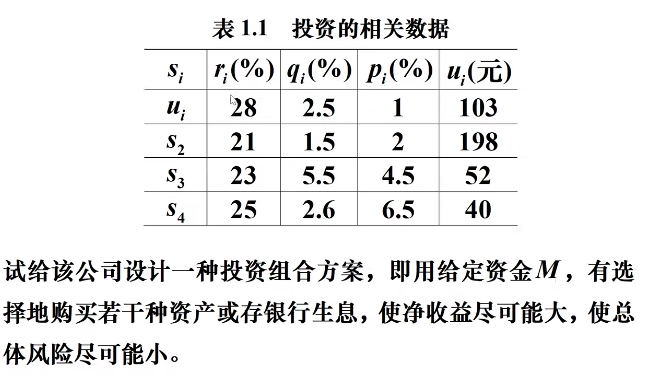 表 1.1 投资的相关数据
s_i r_i(%) q_i(%) p_i(%) u_i(元)
u_i 28 2.5 1 103
s_2 21 1.5 2 198
s_3 23 5.5 4.5 52
s_4 25 2.6 6.5 40
试给该公司设计一种投资组合方案，即用给定资金M，有选
择地购买若干种资产或存银行生息，使净收益尽可能大，使总
体风险尽可能小。